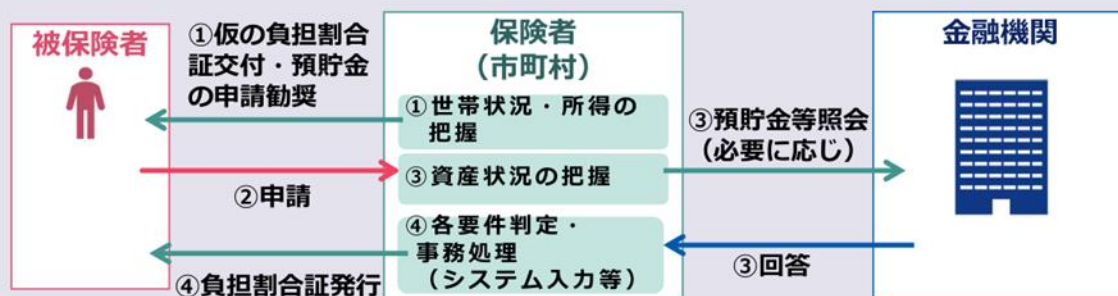 被保険者
①仮の負担割合
証交付・預貯金
の申請勧奨
②申請
④負担割合証発行
保険者
(市町村)
①世帯状況・所得の
把握
③資産状況の把握
④各要件判定・
事務処理
(システム入力等)
③預貯金等照会
(必要に応じ)
③回答
金融機関